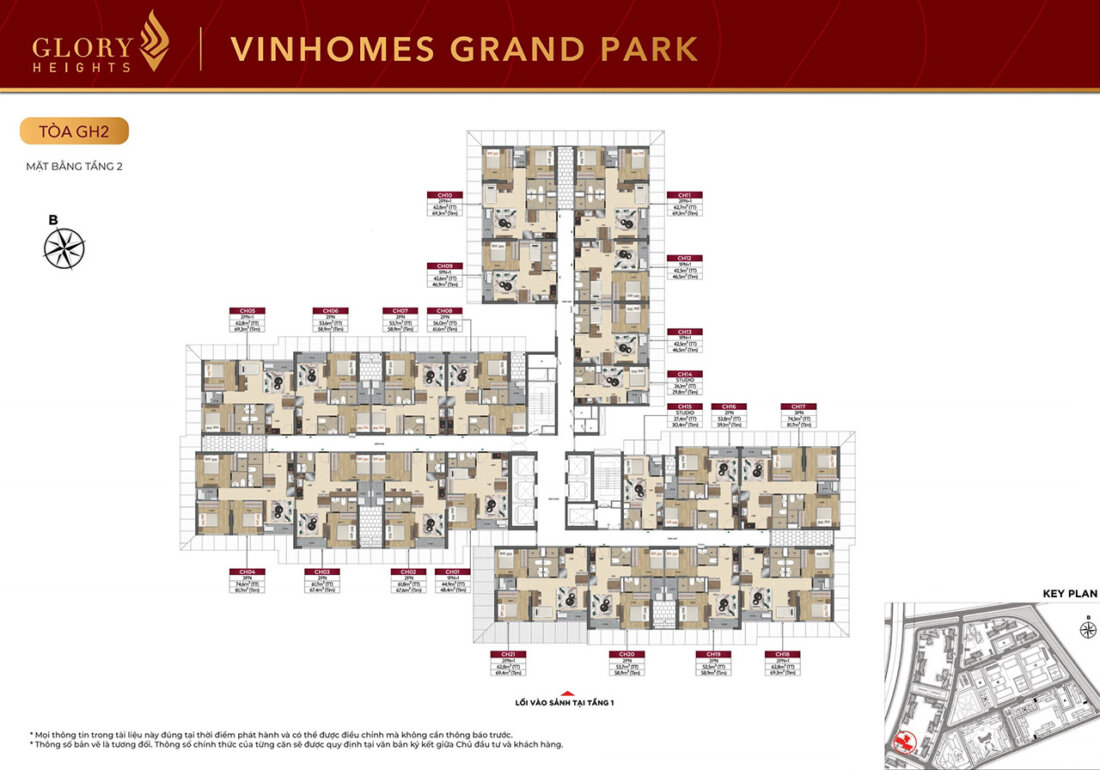 GLORY
HEIGHTS
VINHOMES GRAND PARK
TÒA GH2
MẶT BẰNG TẦNG 2
B
CH10
2PN+1
62,8m² (TT)
69,3m² (Tim)
CH11
2PN+1
62,7m² (TT)
69,3m² (Tim)
CH09
1PN+1
42,6m² (TT)
46,9m² (Tim)
CH12
1PN+1
42,5m² (TT)
46,5m² (Tim)
CH05
2PN+1
62,8m² (TT)
69,3m² (Tim)
CH06
2PN
53,6m² (TT)
58,9m² (Tim)
CH07
2PN
53,7m² (TT)
58,9m² (Tim)
CH08
2PN
56,0m² (TT)
61,6m² (Tim)
CH13
1PN+1
42,5m² (TT)
46,5m² (Tim)
CH14
STUDIO
26,1m² (TT)
29,8m² (Tim)
CH15
STUDIO
27,4m² (TT)
30,4m² (Tim)
CH16
2PN
53,8m² (TT)
59,1m² (Tim)
CH17
3PN
74,5m² (TT)
81,7m² (Tim)
CH04
3PN
74,6m² (TT)
81,7m² (Tim)
CH03
2PN
61,7m² (TT)
67,4m² (Tim)
CH02
2PN
61,8m² (TT)
67,6m² (Tim)
CH01
1PN+1
44,9m² (TT)
48,4m² (Tim)
CH21
2PN+1
62,8m² (TT)
69,4m² (Tim)
CH20
2PN
53,7m² (TT)
58,9m² (Tim)
CH19
2PN
53,5m² (TT)
58,9m² (Tim)
CH18
2PN+1
62,8m² (TT)
69,3m² (Tim)
LỐI VÀO SẢNH TẠI TẦNG 1
KEY PLAN
B
* Mọi thông tin trong tài liệu này đúng tại thời điểm phát hành và có thể được điều chỉnh mà không cần thông báo trước.
* Thông số bản vẽ là tương đối. Thông số chính thức của từng căn sẽ được quy định tại văn bản ký kết giữa Chủ đầu tư và khách hàng.